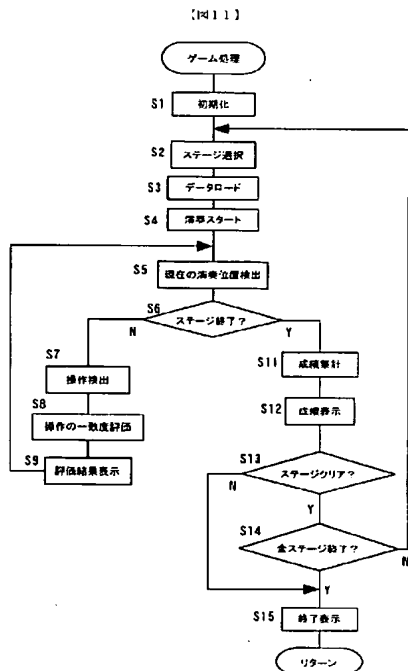 【図11】
ゲーム処理
S1
初期化
S2
ステージ選択
S3
データロード
S4
演奏スタート
S5
現在の演奏位置検出
S6
ステージ終了?
N
Y
S7
操作検出
S8
操作の一致度評価
S9
評価結果表示
S11
成績集計
S12
成績表示
S13
ステージクリア?
N
Y
S14
全ステージ終了?
N
Y
S15
終了表示
リターン